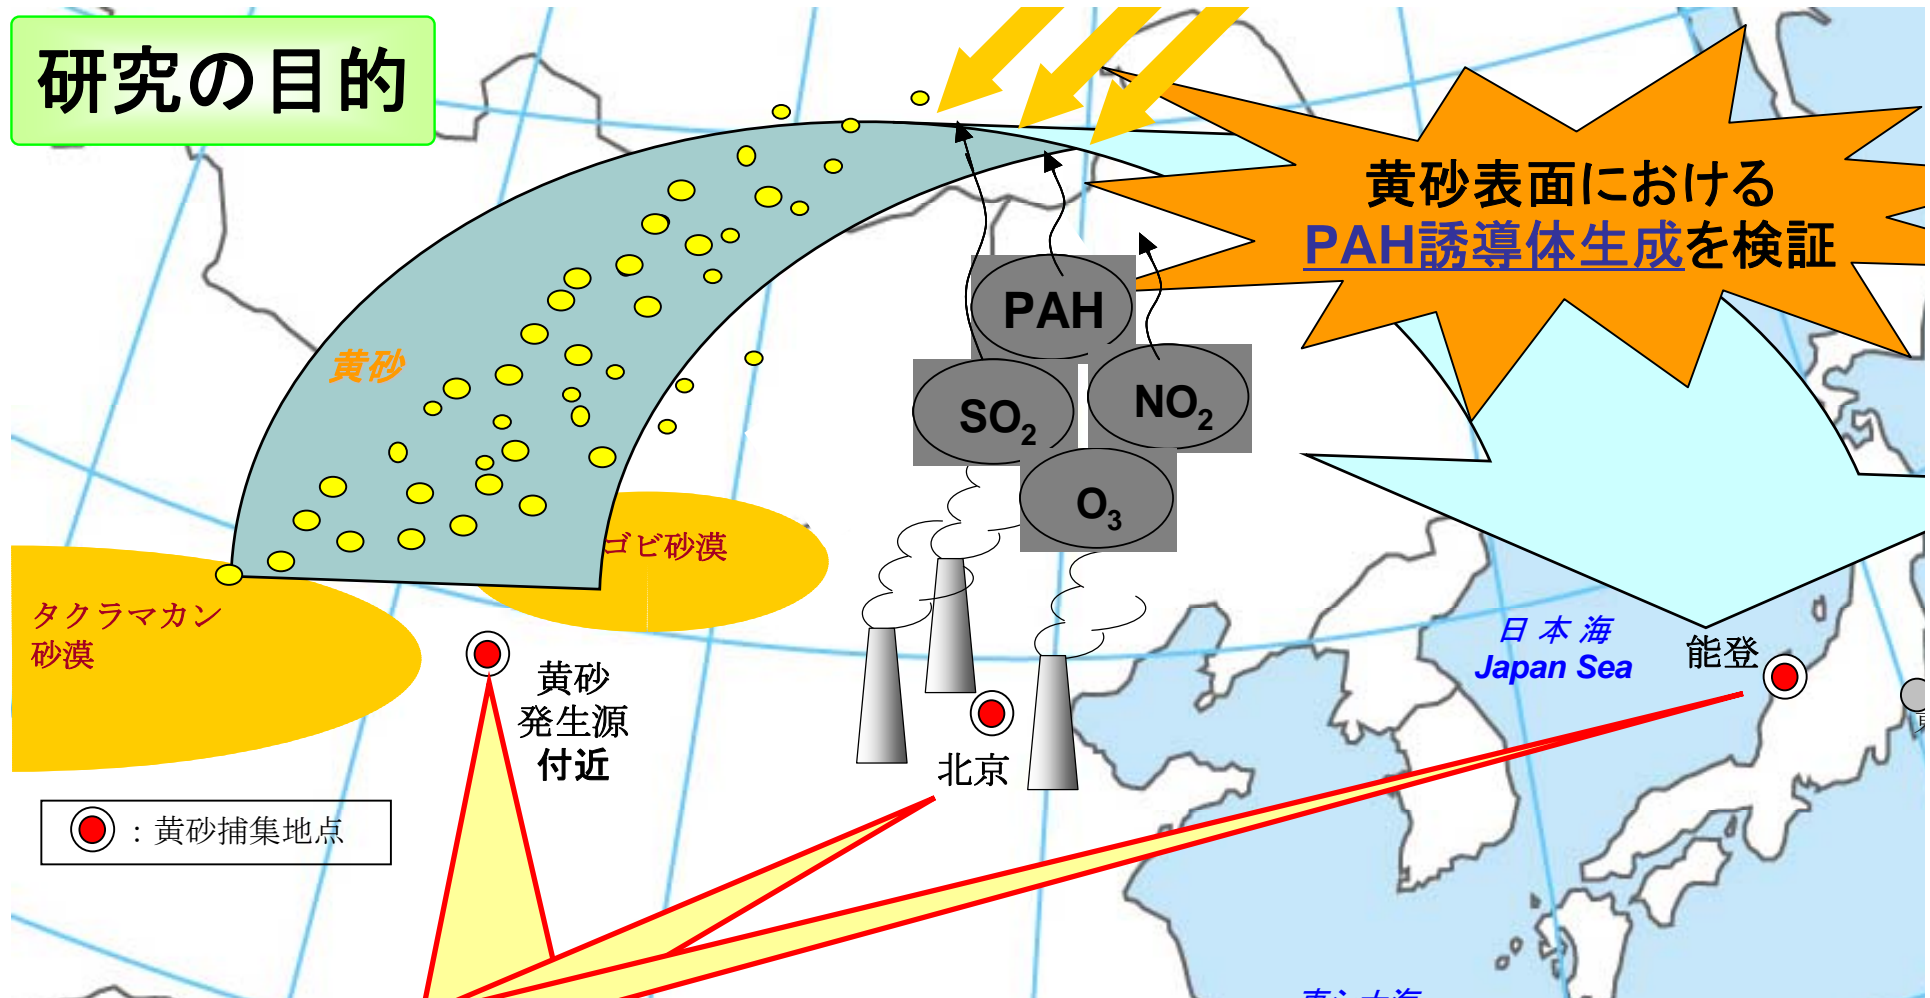 研究の目的
黄砂表面における
PAH誘導体生成を検証
黄砂
PAH
SO2
NO2
O3
ゴビ砂漠
タクラマカン
砂漠
黄砂
発生源
付近
北京
日本海
Japan Sea
能登
：黄砂捕集地点